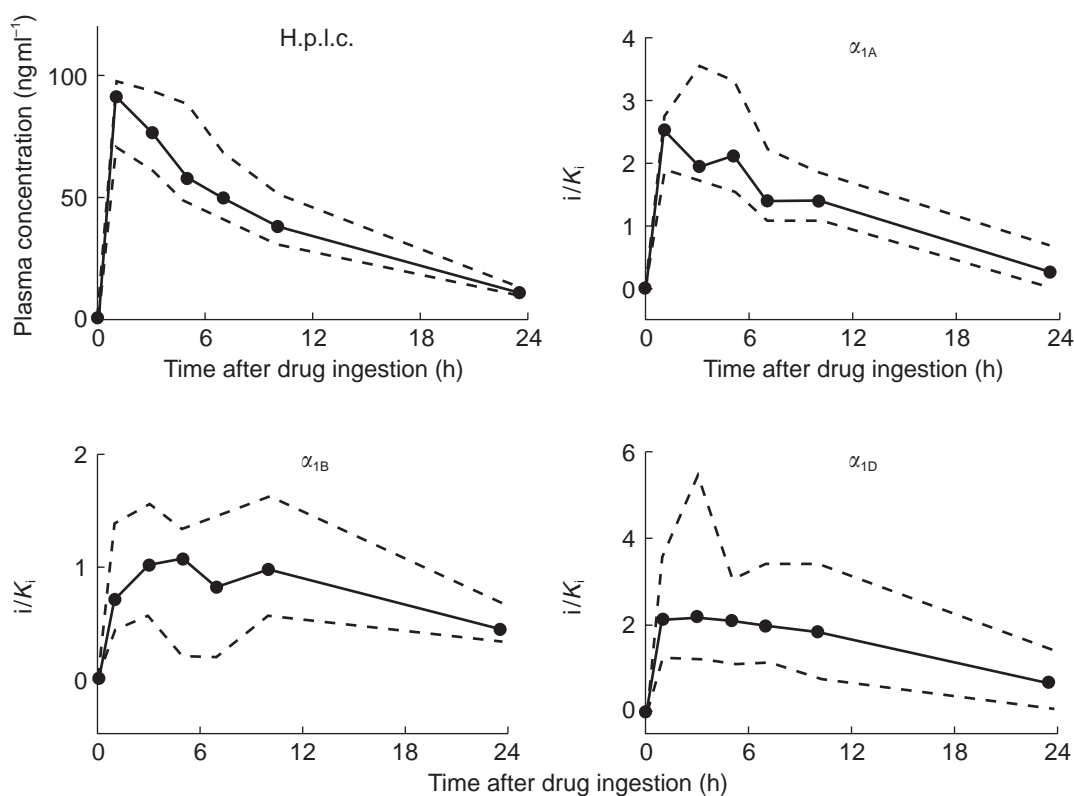 H.p.l.c.
Plasma concentration (ng ml⁻¹)
100
50
0
0 6 12 18 24
Time after drug ingestion (h)
α1A
i/Ki
4
3
2
1
0
0 6 12 18 24
Time after drug ingestion (h)
α1B
i/Ki
2
1
0
0 6 12 18 24
α1D
i/Ki
6
4
2
0
0 6 12 18 24
Time after drug ingestion (h)